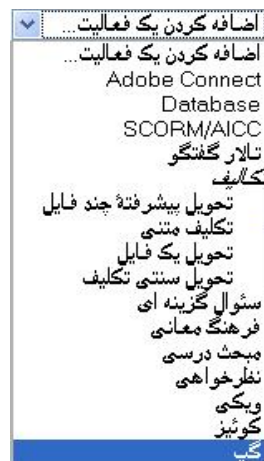 اضافه کردن یک فعالیت...
اضافه کردن یک فعالیت...
Adobe Connect
Database
SCORM/AICC
تالار گفتگو
تکالیف
تحویل پیشرفتهٔ چند فایل
تکلیف متنی
تحویل یک فایل
تحویل سنتی تکلیف
سئوال گزینه ای
فرهنگ معانی
مبحث درسی
نظرخواهی
ویکی
کوئیز
گپ